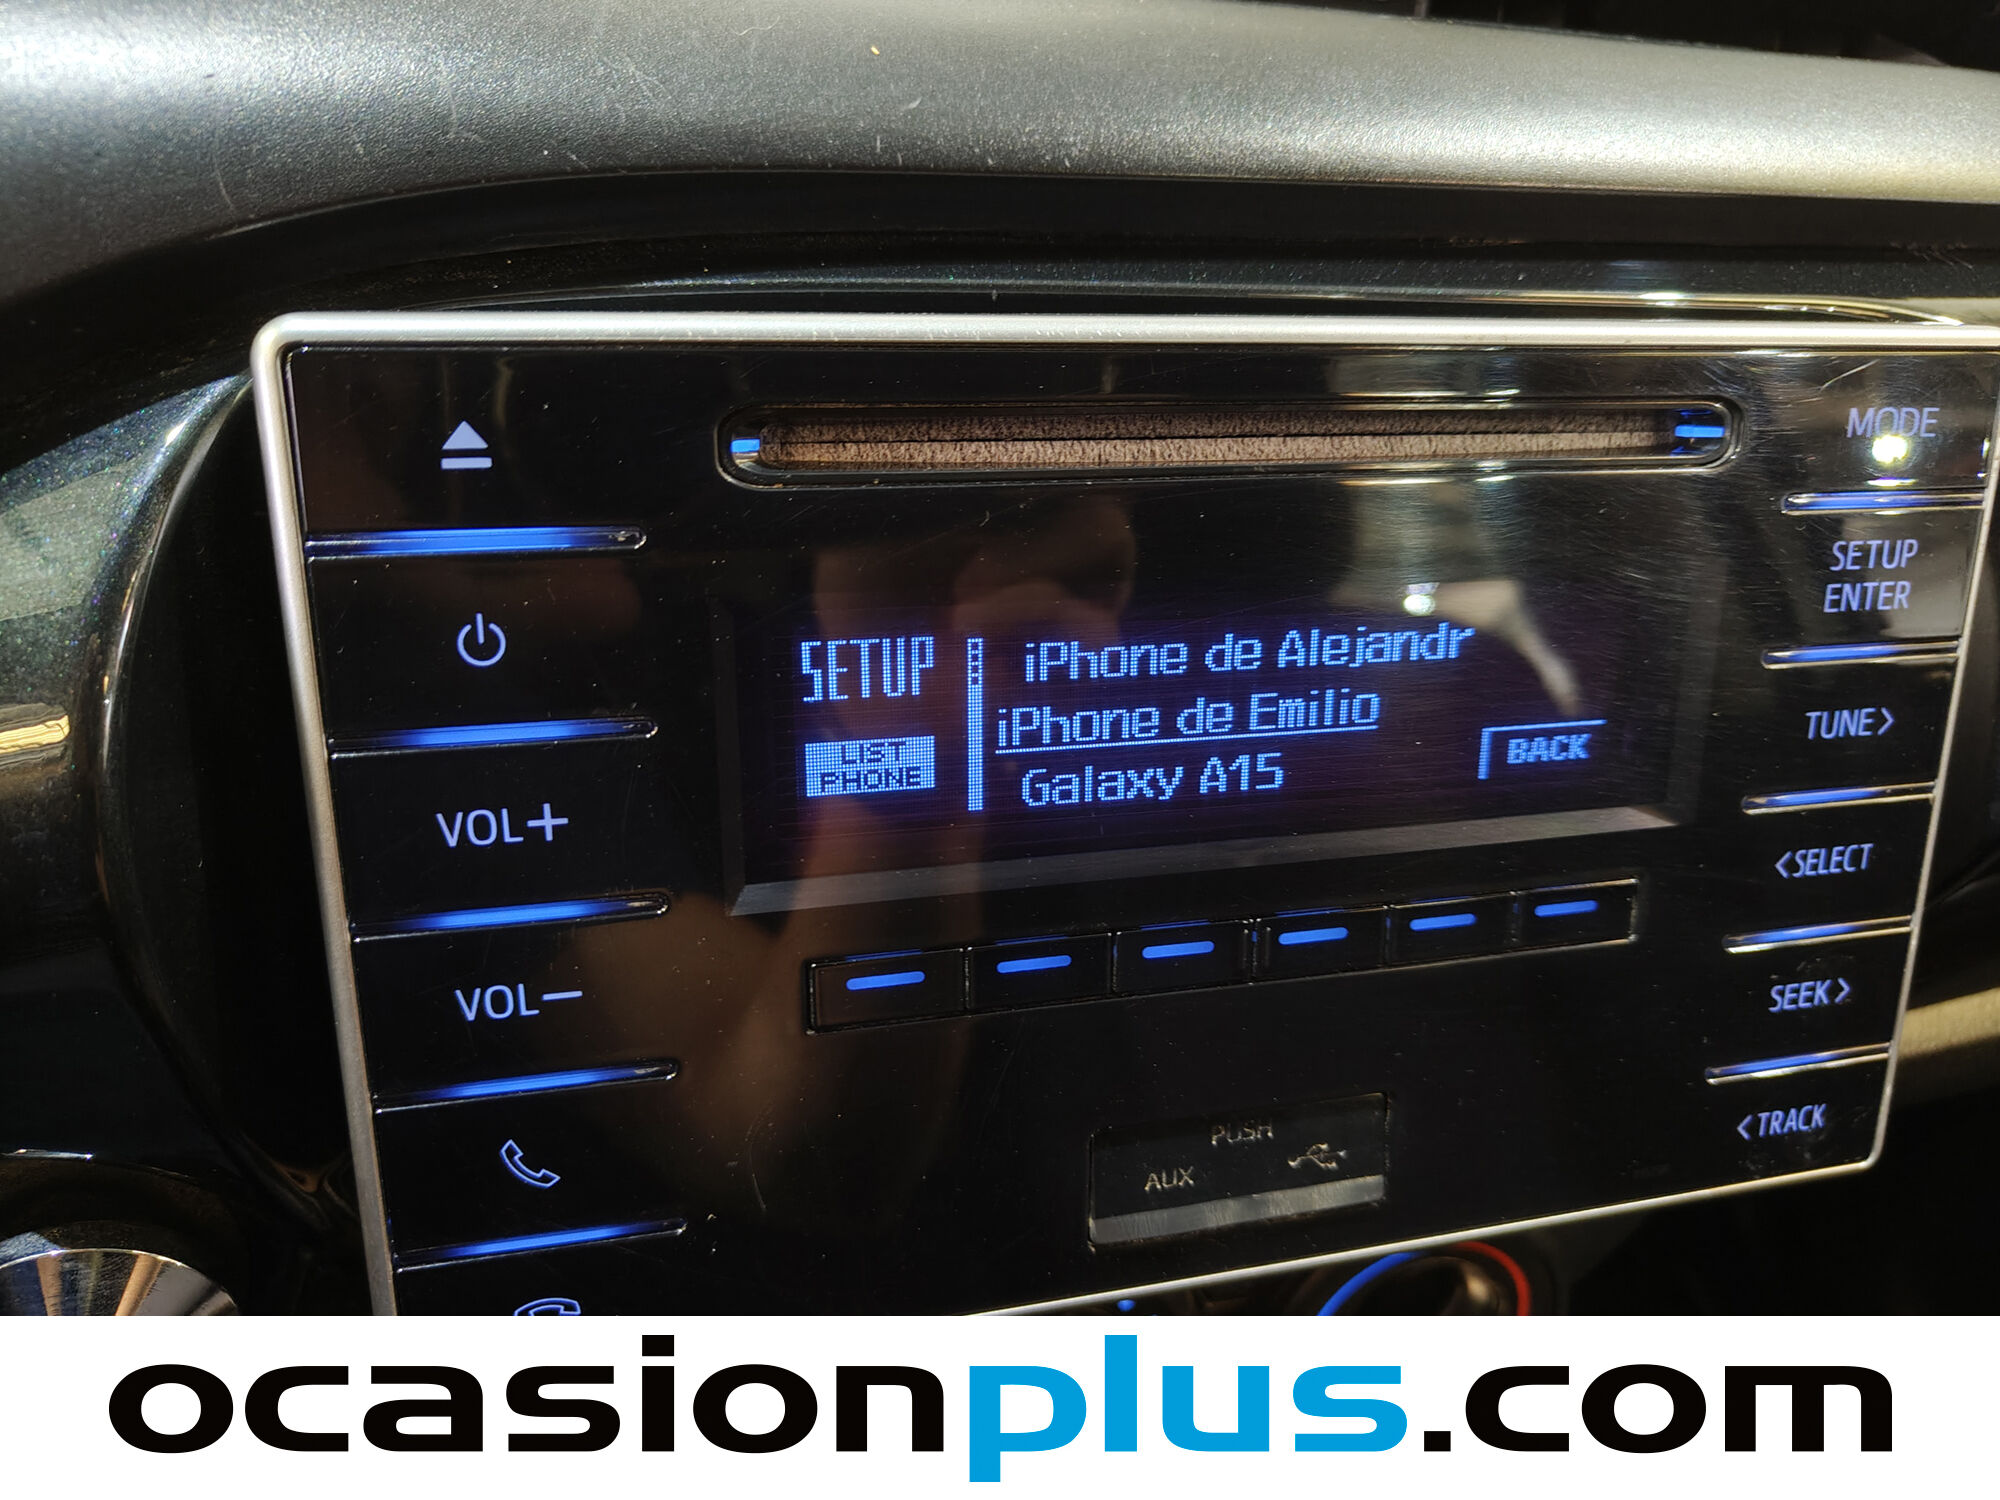 MODE
SETUP
ENTER
TUNE>
<SELECT
SEEK>
<TRACK
VOL+
VOL-
SETUP
LIST
PHONE
iPhone de Alejandr
iPhone de Emilio
Galaxy A15
BACK
PUSH
AUX
ocasionplus.com